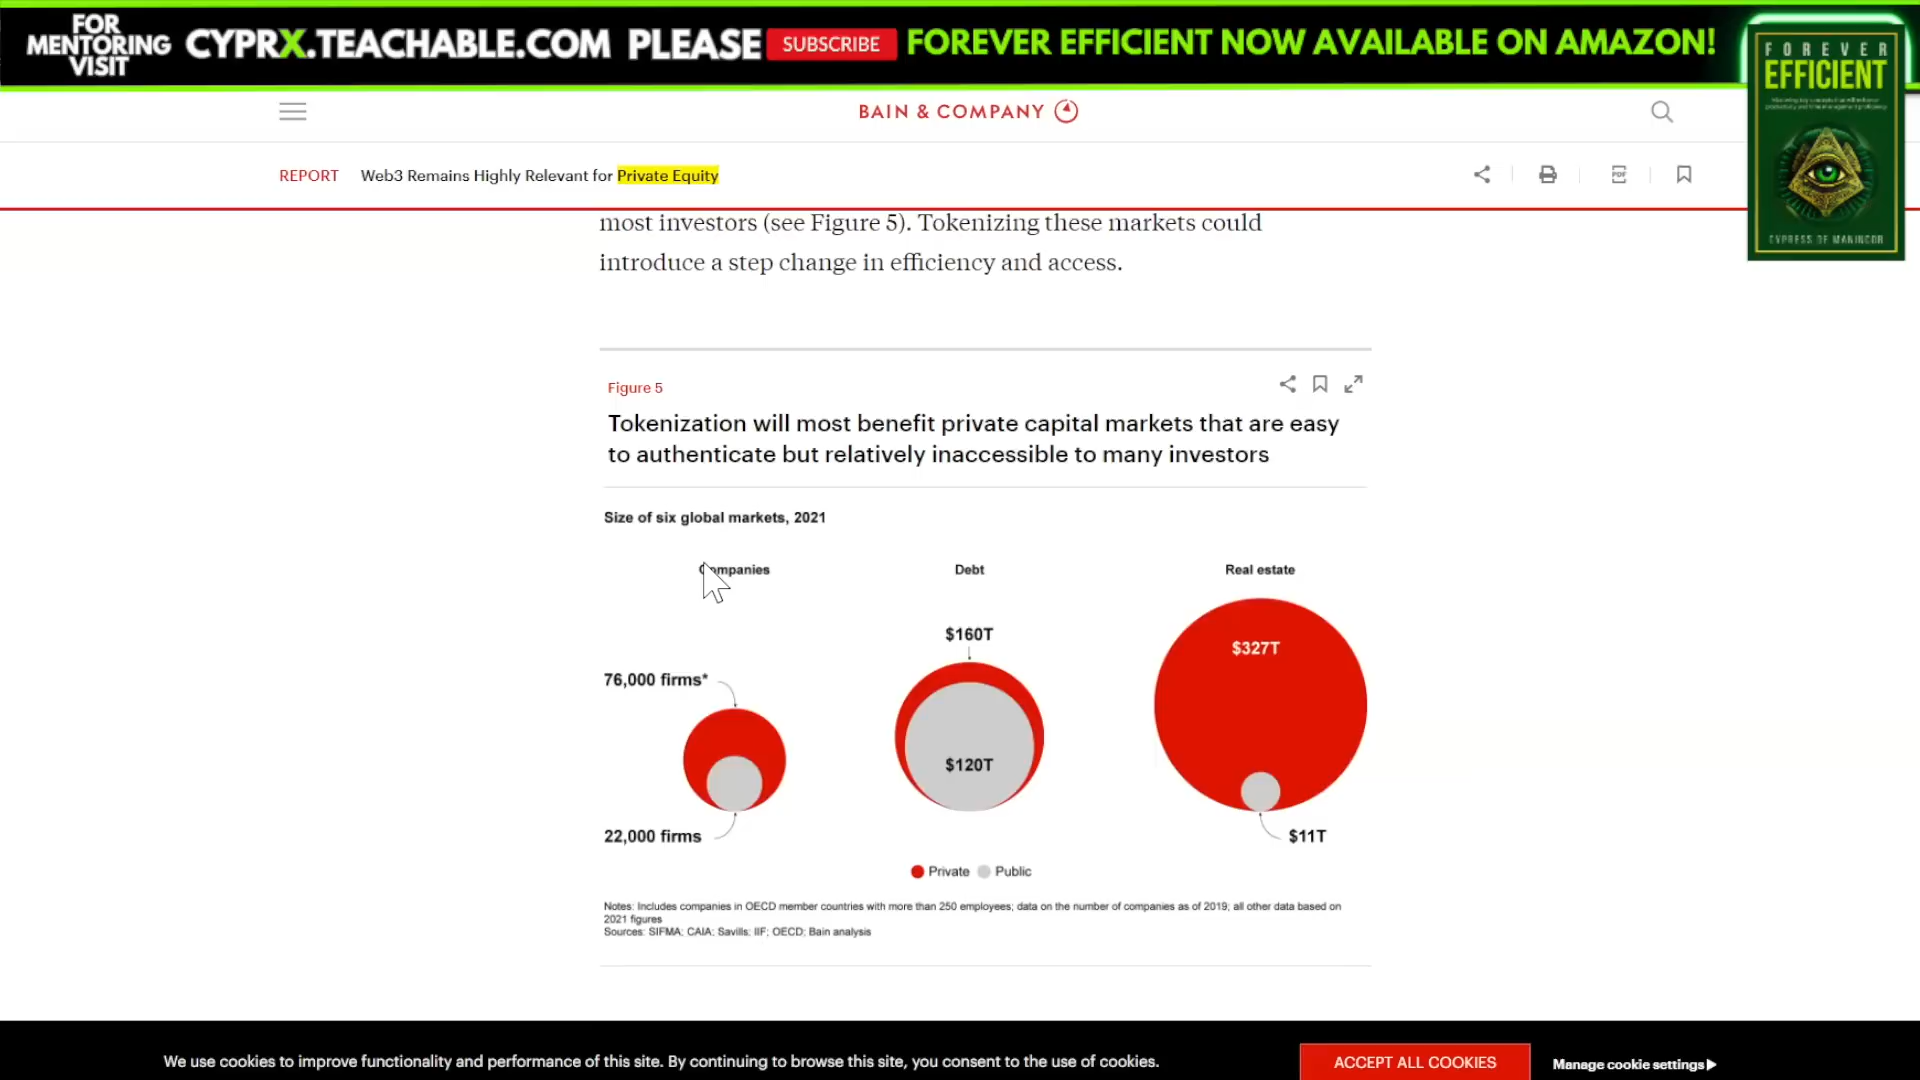 FOR
MENTORING
VISIT
CYPRX.TEACHABLE.COM PLEASE SUBSCRIBE FOREVER EFFICIENT NOW AVAILABLE ON AMAZON!
FOREVER
EFFICIENT
CYPRESS OF MANINCOR
BAIN & COMPANY
REPORT Web3 Remains Highly Relevant for Private Equity
PDF
most investors (see Figure 5). Tokenizing these markets could
introduce a step change in efficiency and access.
Figure 5
Tokenization will most benefit private capital markets that are easy
to authenticate but relatively inaccessible to many investors
Size of six global markets, 2021
Companies Debt Real estate
$160T
$327T
76,000 firms*
$120T
22,000 firms
$11T
Private Public
Notes: Includes companies in OECD member countries with more than 250 employees; data on the number of companies as of 2019; all other data based on
2021 figures
Sources: SIFMA; CAIA; Savills; IIF; OECD; Bain analysis
We use cookies to improve functionality and performance of this site. By continuing to browse this site, you consent to the use of cookies.
ACCEPT ALL COOKIES
Manage cookie settings